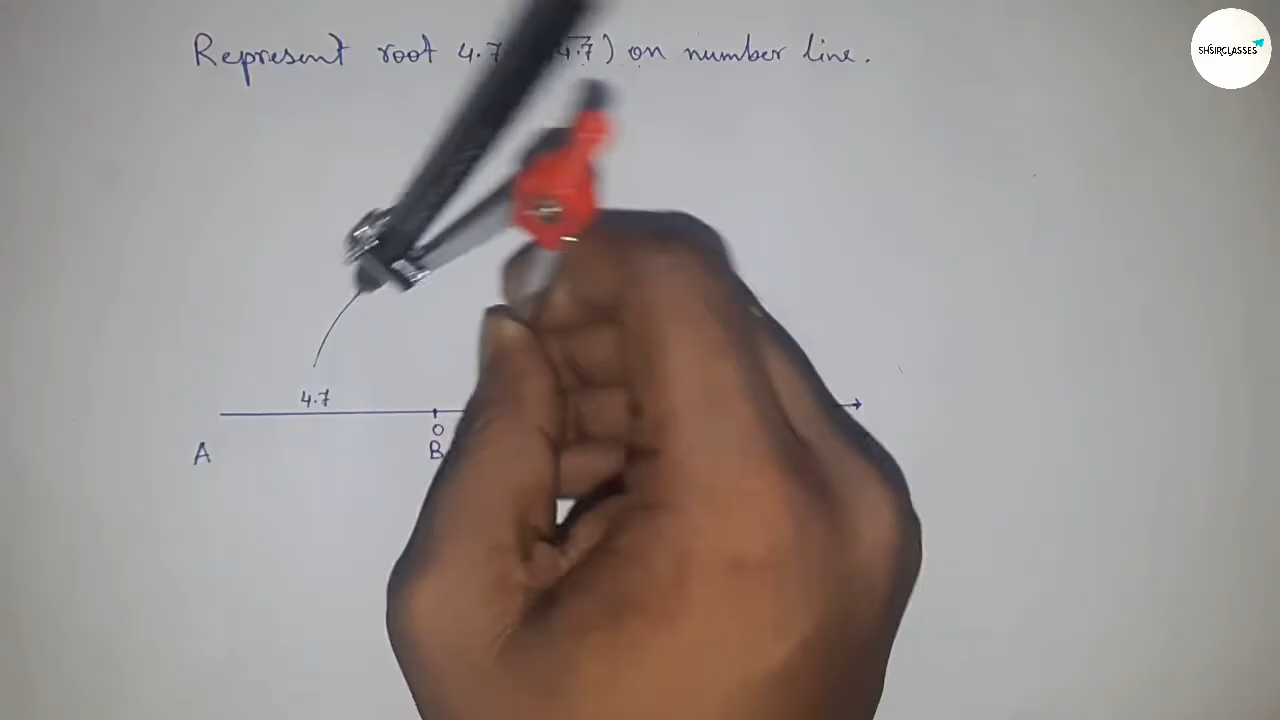 Represent root 4.7 4.7) on number line.
SHSIRCLASSES
4.7
0
A B